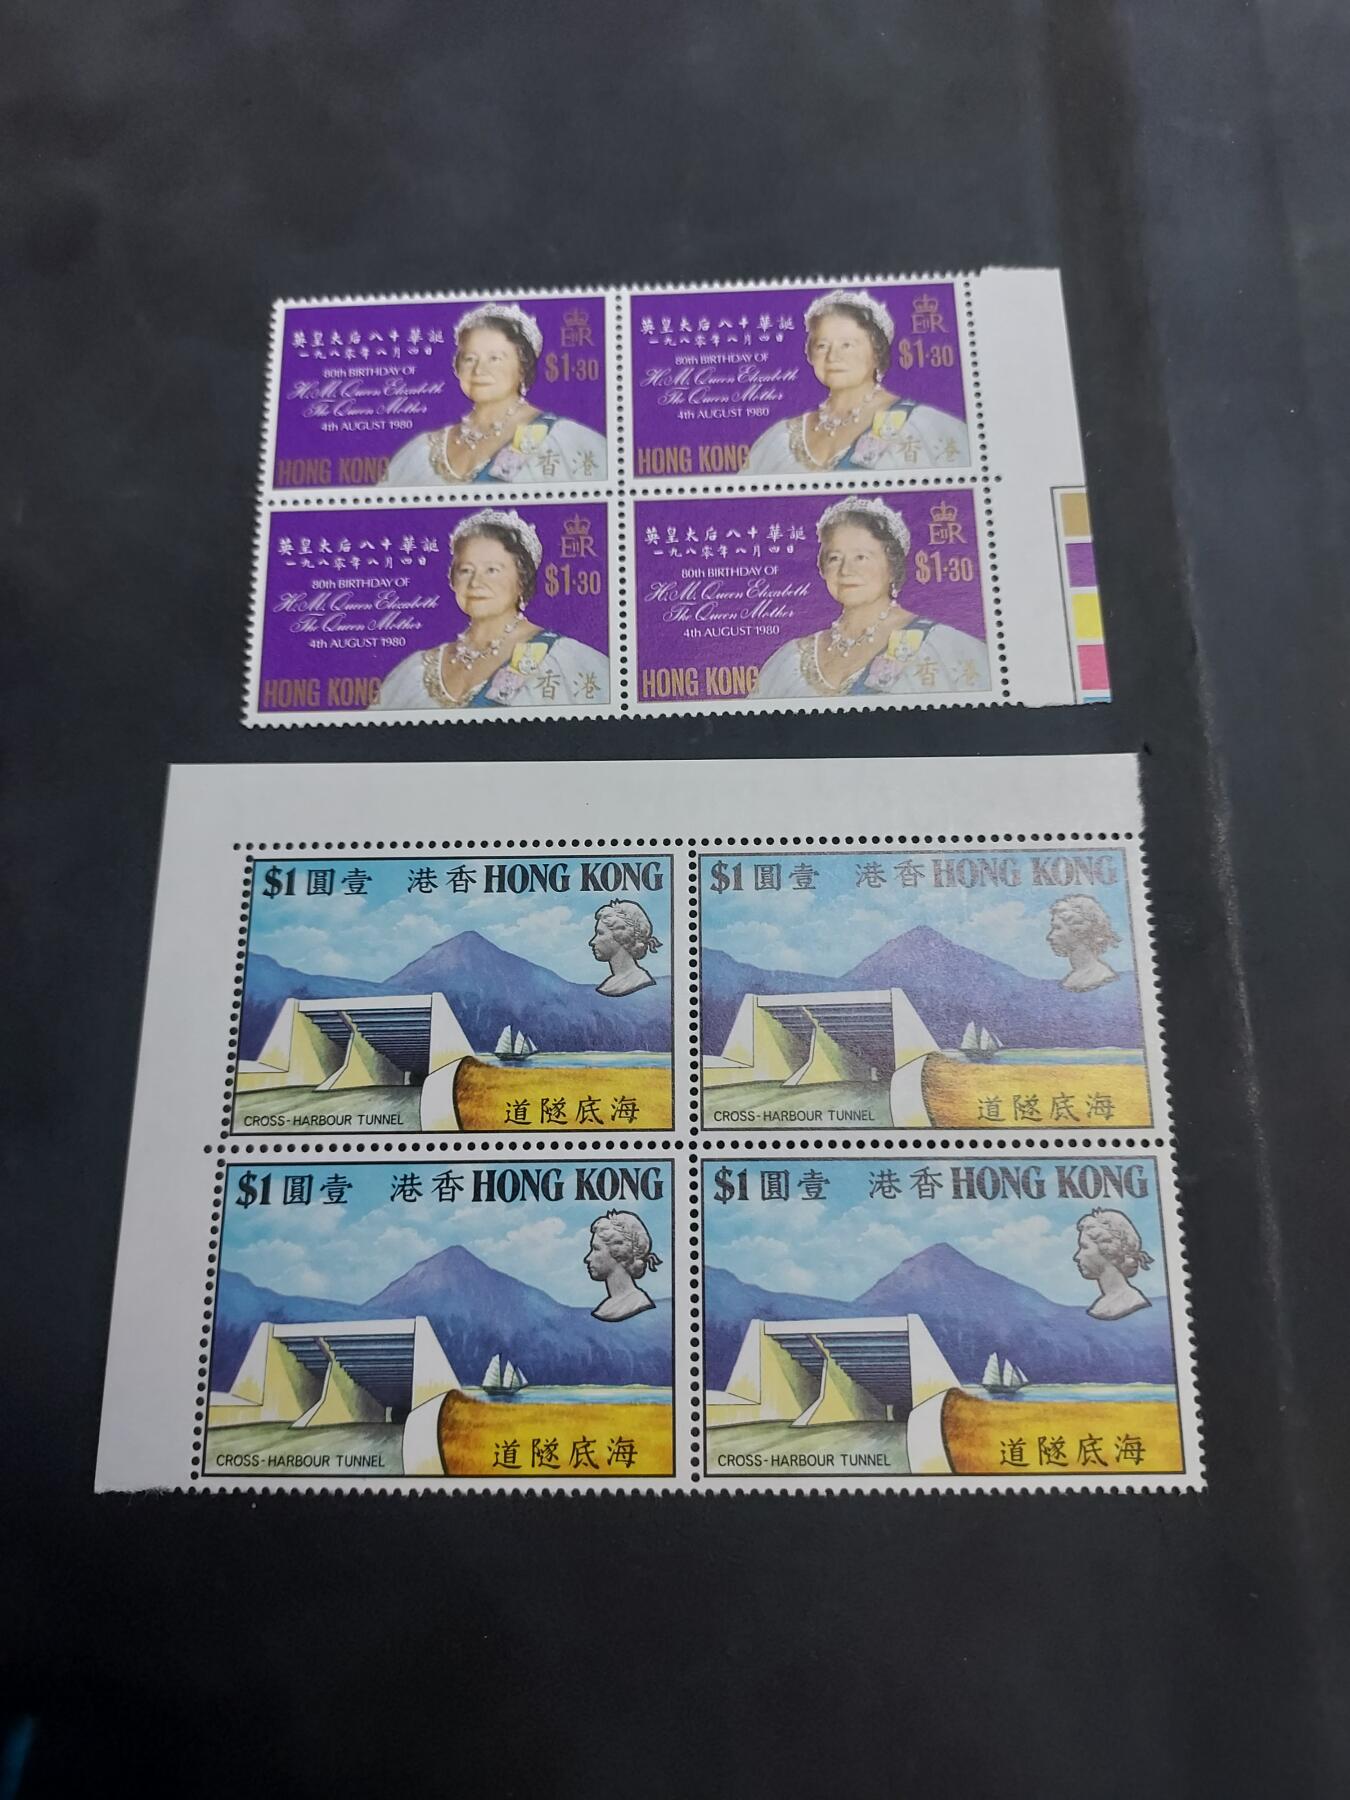 英皇太后八十華誕
一九八零年八月四日
80th BIRTHDAY OF
H.M. Queen Elizabeth
The Queen Mother
4th AUGUST 1980
EIIR
$1·30
HONG KONG
香港
英皇太后八十華誕
一九八零年八月四日
80th BIRTHDAY OF
H.M. Queen Elizabeth
The Queen Mother
4th AUGUST 1980
EIIR
$1·30
HONG KONG
香港
英皇太后八十華誕
一九八零年八月四日
80th BIRTHDAY OF
H.M. Queen Elizabeth
The Queen Mother
4th AUGUST 1980
EIIR
$1·30
HONG KONG
香港
英皇太后八十華誕
一九八零年八月四日
80th BIRTHDAY OF
H.M. Queen Elizabeth
The Queen Mother
4th AUGUST 1980
EIIR
$1·30
HONG KONG
香港
$1 圓壹 港香 HONG KONG
CROSS-HARBOUR TUNNEL
道隧底海
$1 圓壹 港香 HONG KONG
CROSS-HARBOUR TUNNEL
道隧底海
$1 圓壹 港香 HONG KONG
CROSS-HARBOUR TUNNEL
道隧底海
$1 圓壹 港香 HONG KONG
CROSS-HARBOUR TUNNEL
道隧底海